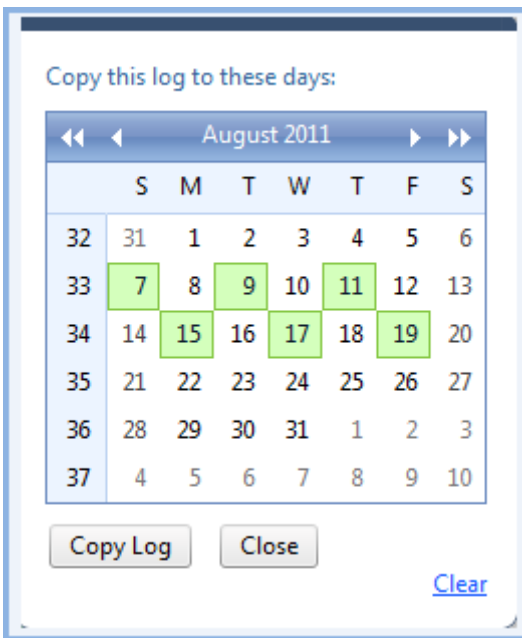 Copy this log to these days:
August 2011
S M T W T F S
32 31 1 2 3 4 5 6
33 7 8 9 10 11 12 13
34 14 15 16 17 18 19 20
35 21 22 23 24 25 26 27
36 28 29 30 31 1 2 3
37 4 5 6 7 8 9 10
Copy Log Close
Clear